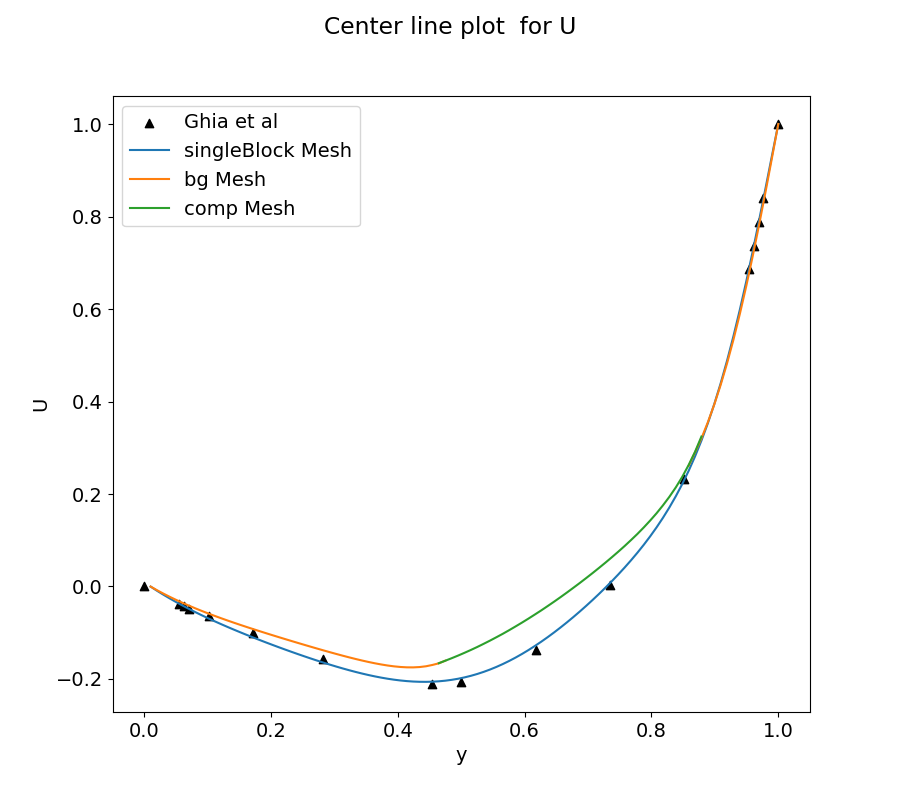 Center line plot  for U
Ghia et al
singleBlock Mesh
bg Mesh
comp Mesh
1.0
0.8
0.6
0.4
0.2
0.0
−0.2
U
0.0 0.2 0.4 0.6 0.8 1.0
y